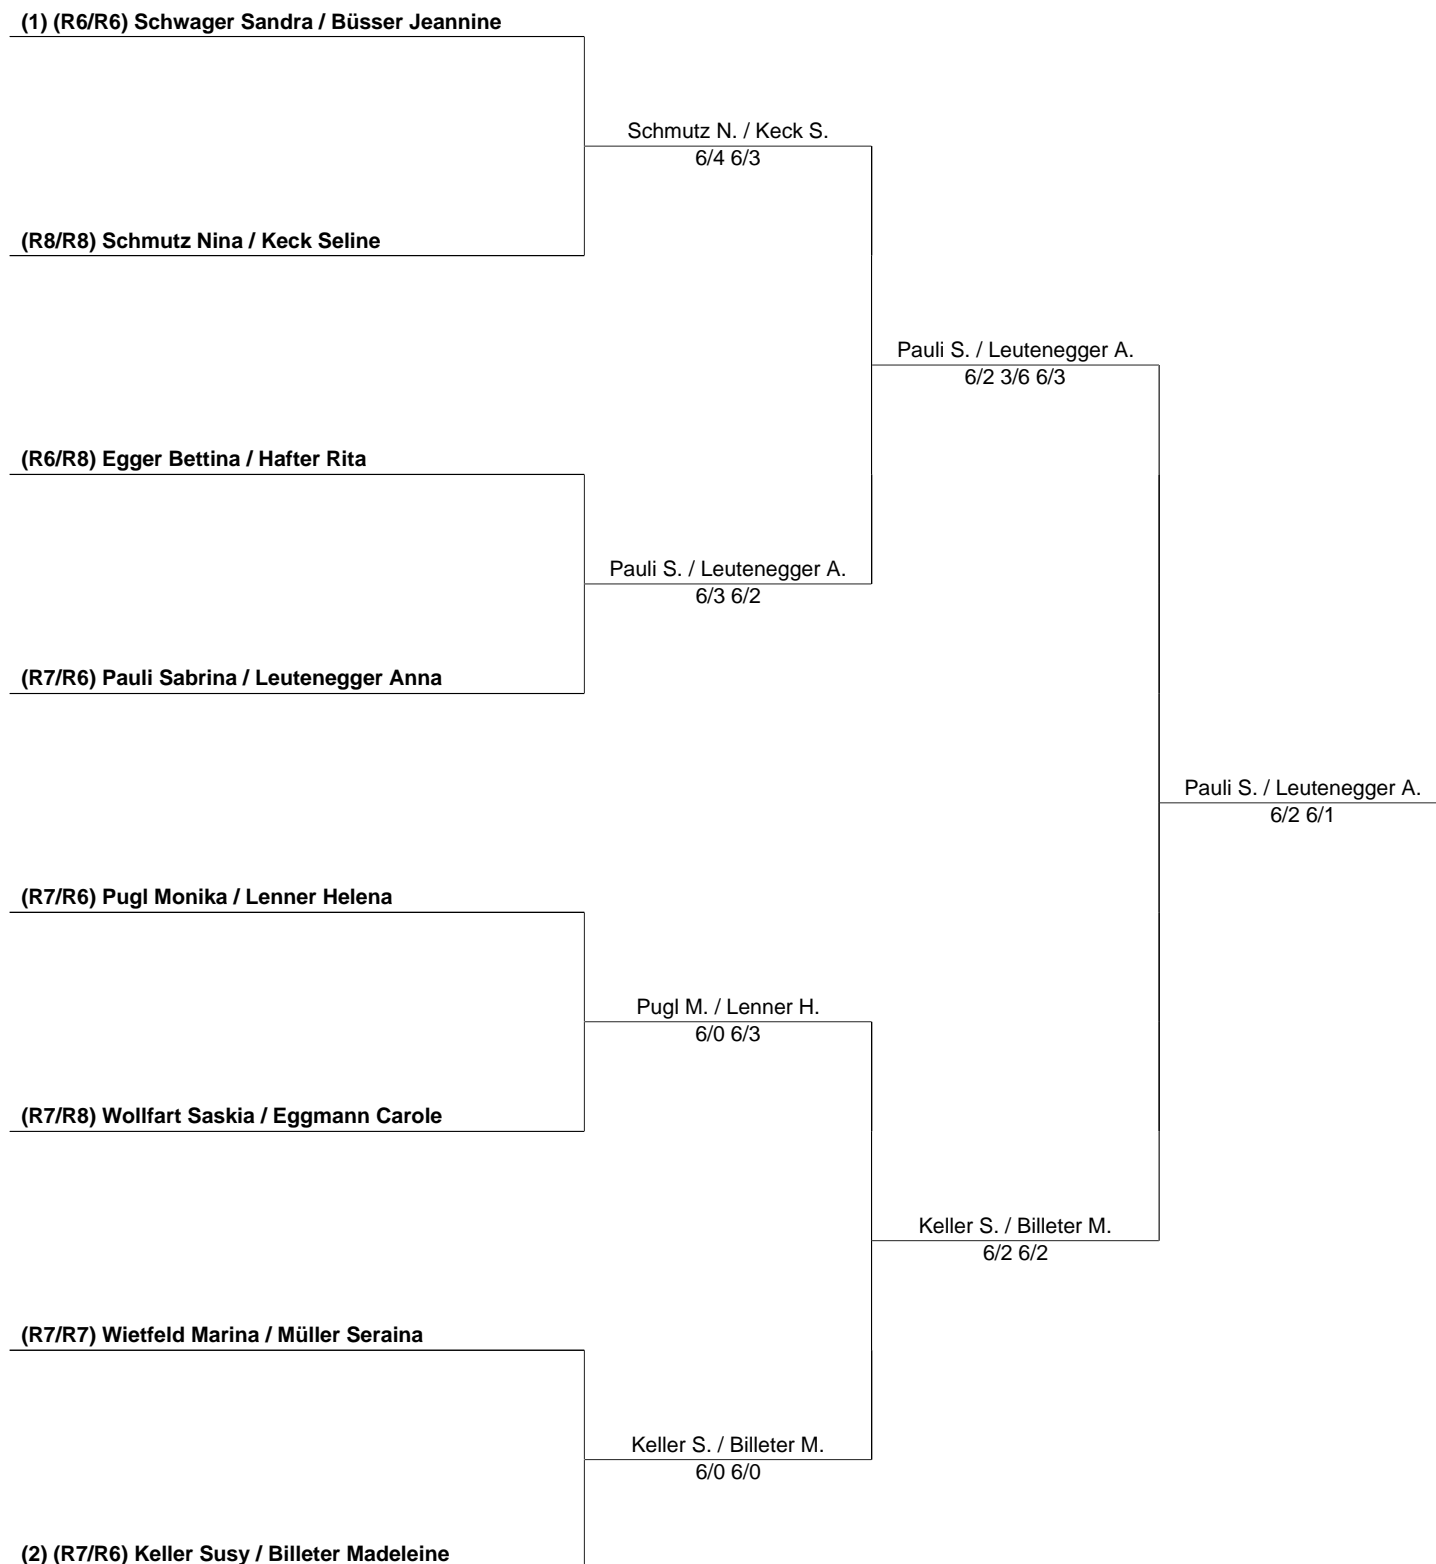 (1) (R6/R6) Schwager Sandra / Büsser Jeannine
Schmutz N. / Keck S.
6/4 6/3
(R8/R8) Schmutz Nina / Keck Seline
Pauli S. / Leutenegger A.
6/2 3/6 6/3
(R6/R8) Egger Bettina / Hafter Rita
Pauli S. / Leutenegger A.
6/3 6/2
(R7/R6) Pauli Sabrina / Leutenegger Anna
Pauli S. / Leutenegger A.
6/2 6/1
(R7/R6) Pugl Monika / Lenner Helena
Pugl M. / Lenner H.
6/0 6/3
(R7/R8) Wollfart Saskia / Eggmann Carole
Keller S. / Billeter M.
6/2 6/2
(R7/R7) Wietfeld Marina / Müller Seraina
Keller S. / Billeter M.
6/0 6/0
(2) (R7/R6) Keller Susy / Billeter Madeleine